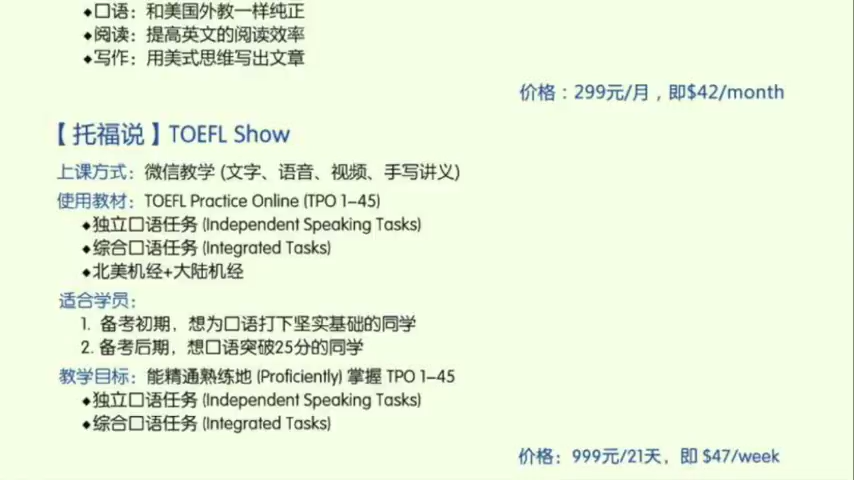 ◆口语：和美国外教一样纯正
◆阅读：提高英文的阅读效率
◆写作：用美式思维写出文章
价格：299元/月，即$42/month
【托福说】TOEFL Show
上课方式：微信教学 (文字、语音、视频、手写讲义)
使用教材：TOEFL Practice Online (TPO 1-45)
◆独立口语任务 (Independent Speaking Tasks)
◆综合口语任务 (Integrated Tasks)
◆北美机经+大陆机经
适合学员：
1. 备考初期，想为口语打下坚实基础的同学
2. 备考后期，想口语突破25分的同学
教学目标：能精通熟练地 (Proficiently) 掌握 TPO 1-45
◆独立口语任务 (Independent Speaking Tasks)
◆综合口语任务 (Integrated Tasks)
价格：999元/21天，即 $47/week